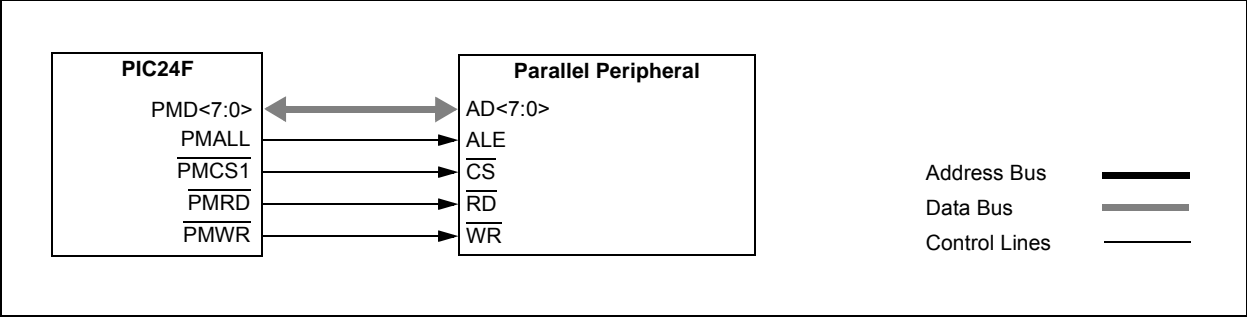 PIC24F
PMD<7:0>
PMALL
PMCS1
PMRD
PMWR
Parallel Peripheral
AD<7:0>
ALE
CS
RD
WR
Address Bus
Data Bus
Control Lines